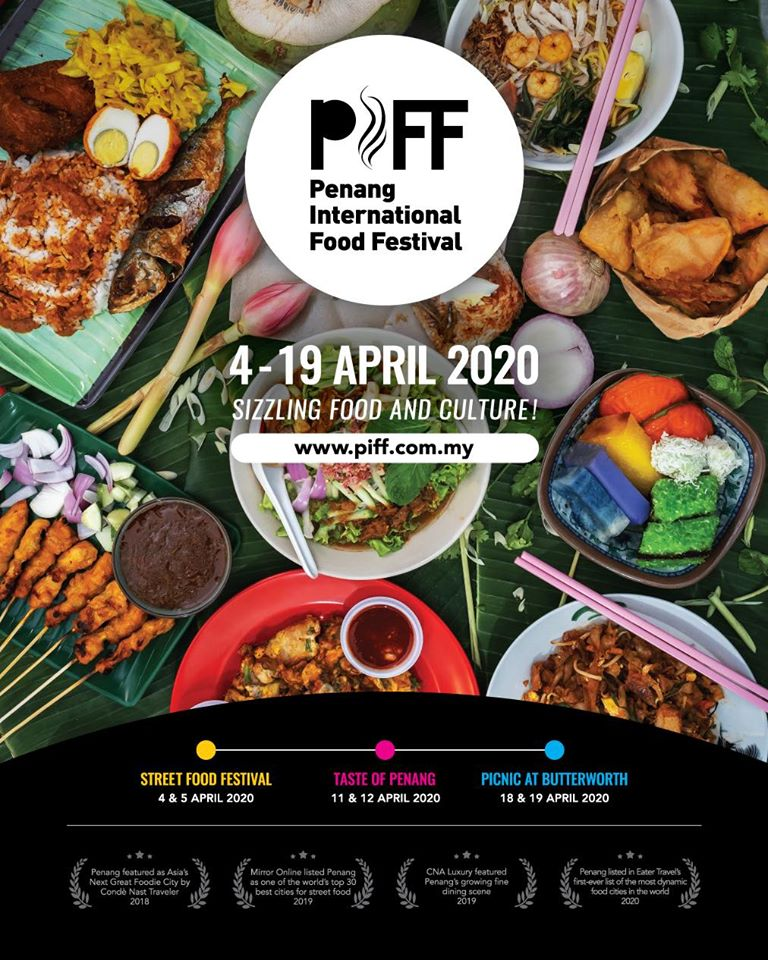 PIFF
Penang
International
Food Festival
4 - 19 APRIL 2020
SIZZLING FOOD AND CULTURE!
www.piff.com.my
STREET FOOD FESTIVAL
4 & 5 APRIL 2020
TASTE OF PENANG
11 & 12 APRIL 2020
PICNIC AT BUTTERWORTH
18 & 19 APRIL 2020
Penang featured as Asia's
Next Great Foodie City by
Condè Nast Traveler
2018
Mirror Online listed Penang
as one of the world's top 30
best cities for street food
2019
CNA Luxury featured
Penang's growing fine
dining scene
2019
Penang listed in Eater Travel's
first-ever list of the most dynamic
food cities in the world
2020